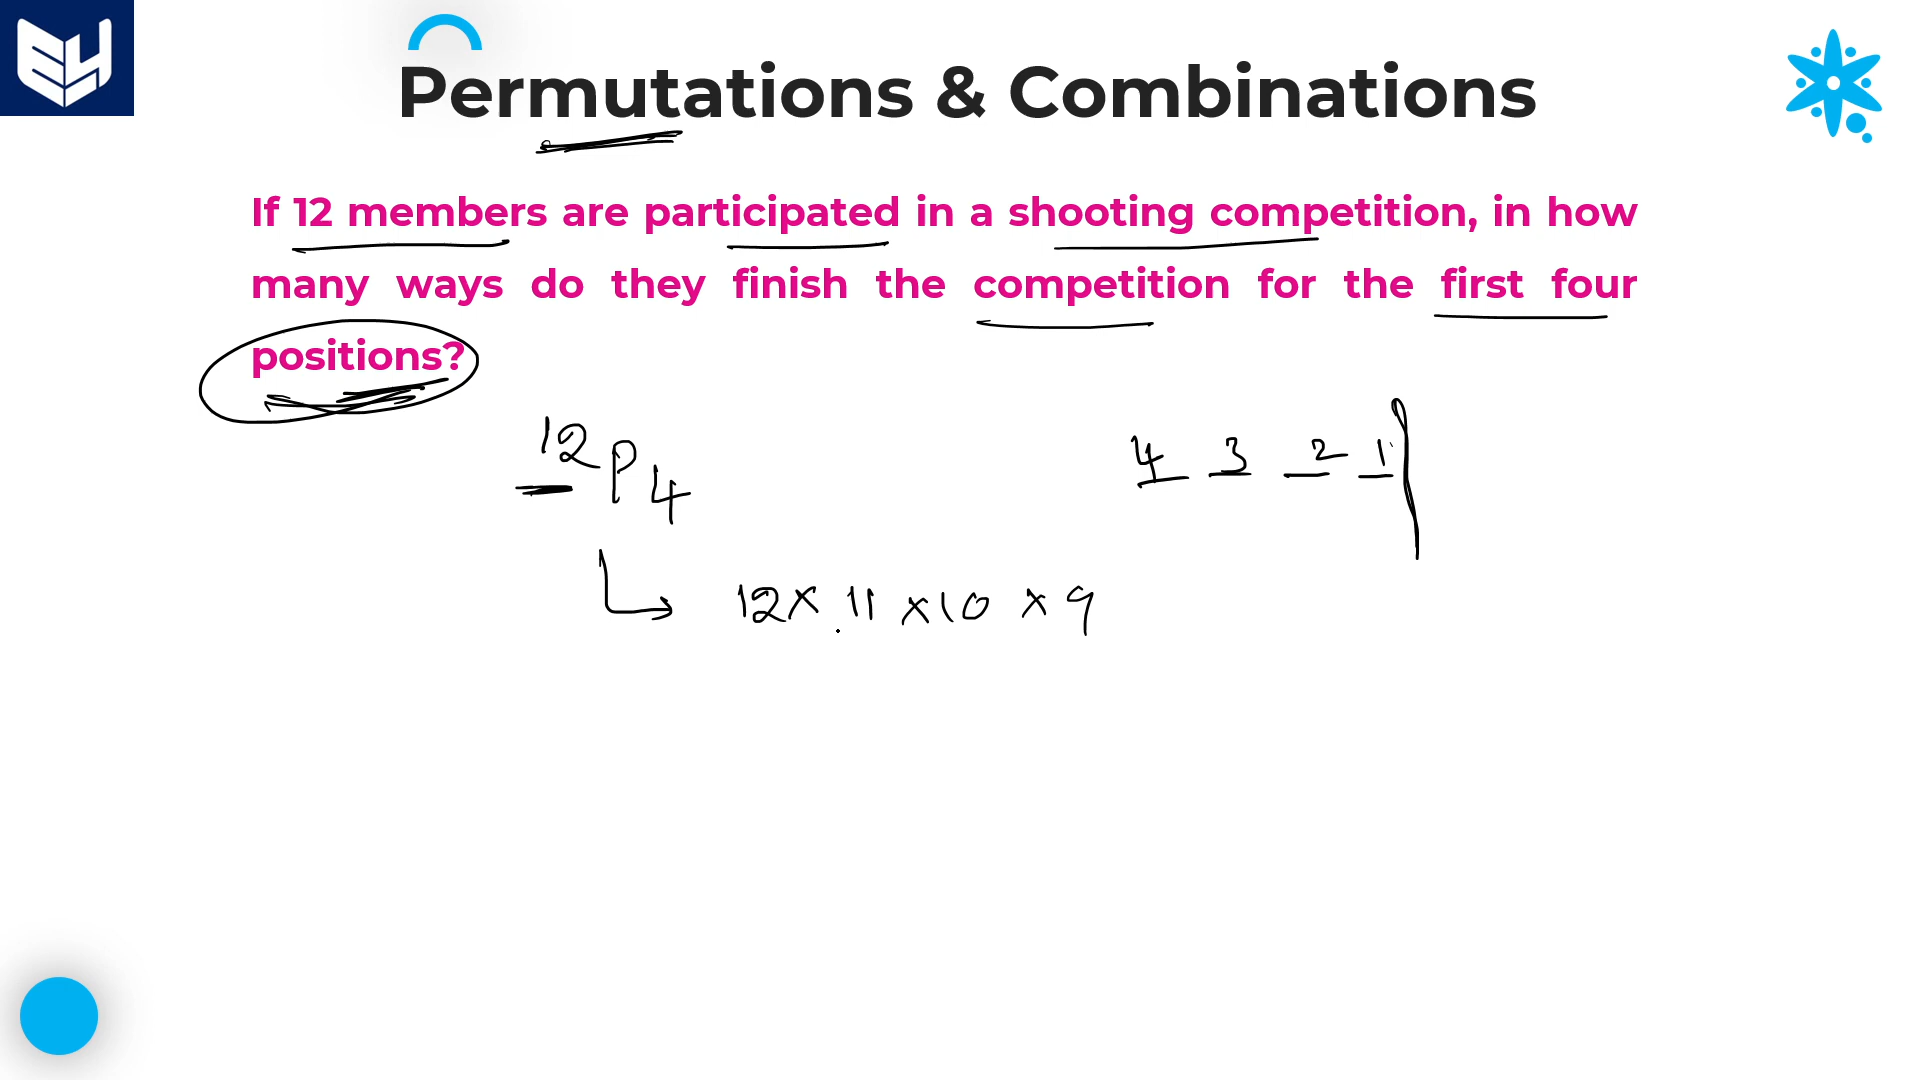 EY
Permutations & Combinations
If 12 members are participated in a shooting competition, in how
many ways do they finish the competition for the first four
positions?
12P4
4 3 2 1
12 x 11 x 10 x 9